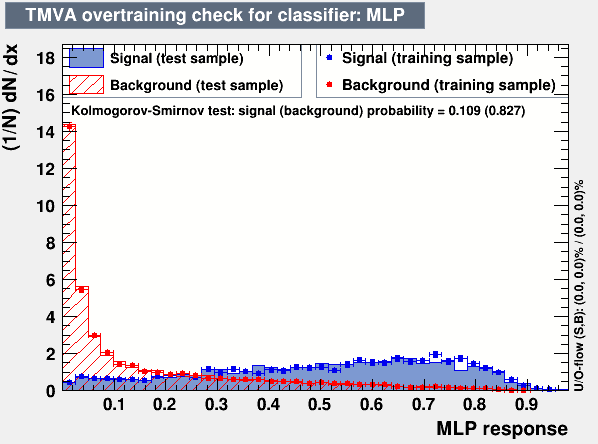 TMVA overtraining check for classifier: MLP
(1/N) dN/dx
18
16
14
12
10
8
6
4
2
0
Signal (test sample)
Background (test sample)
Signal (training sample)
Background (training sample)
Kolmogorov-Smirnov test: signal (background) probability = 0.109 (0.827)
0.1 0.2 0.3 0.4 0.5 0.6 0.7 0.8 0.9
MLP response
U/O-flow (S,B): (0.0, 0.0)% / (0.0, 0.0)%